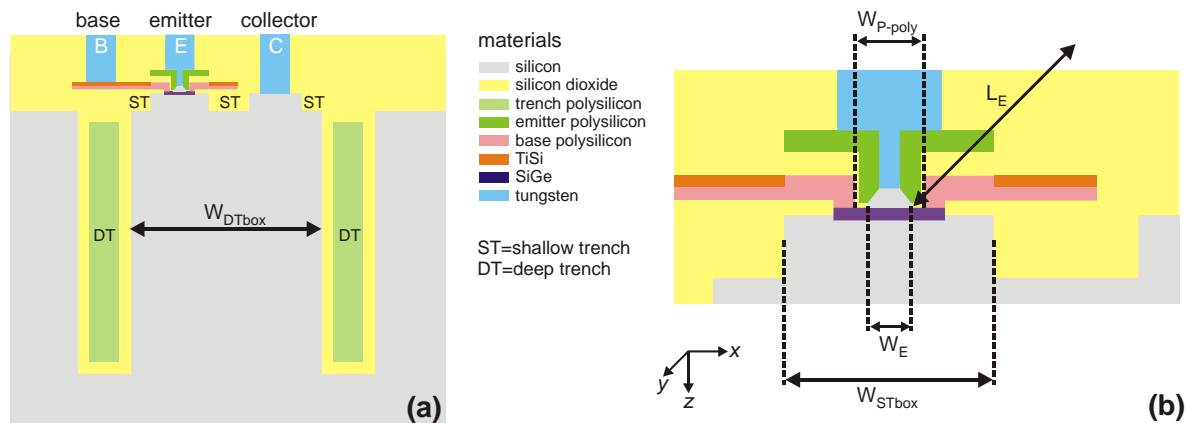 base emitter collector
B E C
ST ST ST
DT W_DTbox DT
(a)
materials
silicon
silicon dioxide
trench polysilicon
emitter polysilicon
base polysilicon
TiSi
SiGe
tungsten
ST=shallow trench
DT=deep trench
W_P-poly
L_E
W_E
x
y
z
W_STbox
(b)